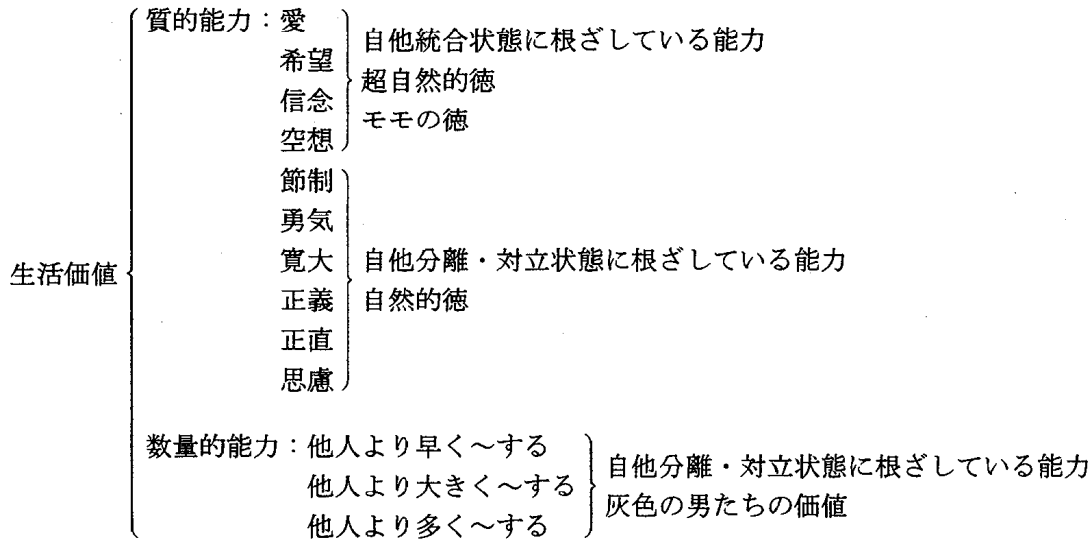 質的能力：愛
希望
信念
空想
自他統合状態に根ざしている能力
超自然的徳
モモの徳
節制
勇気
寛大
正義
正直
思慮
自他分離・対立状態に根ざしている能力
自然的徳
生活価値
数量的能力：他人より早く～する
他人より大きく～する
他人より多く～する
自他分離・対立状態に根ざしている能力
灰色の男たちの価値